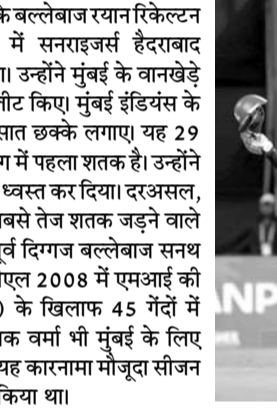 के बल्लेबाज रयान रिकेल्टन
में सनराइजर्स हैदराबाद
ा। उन्होंने मुंबई के वानखेड़े
नीट किए। मुंबई इंडियंस के
सात छक्के लगाए। यह 29
ग में पहला शतक है। उन्होंने
ध्वस्त कर दिया। दरअसल,
बसे तेज शतक जड़ने वाले
पूर्व दिग्गज बल्लेबाज सनथ
पीएल 2008 में एमआई की
) के खिलाफ 45 गेंदों में
क वर्मा भी मुंबई के लिए
यह कारनामा मौजूदा सीजन
किया था।
ANP